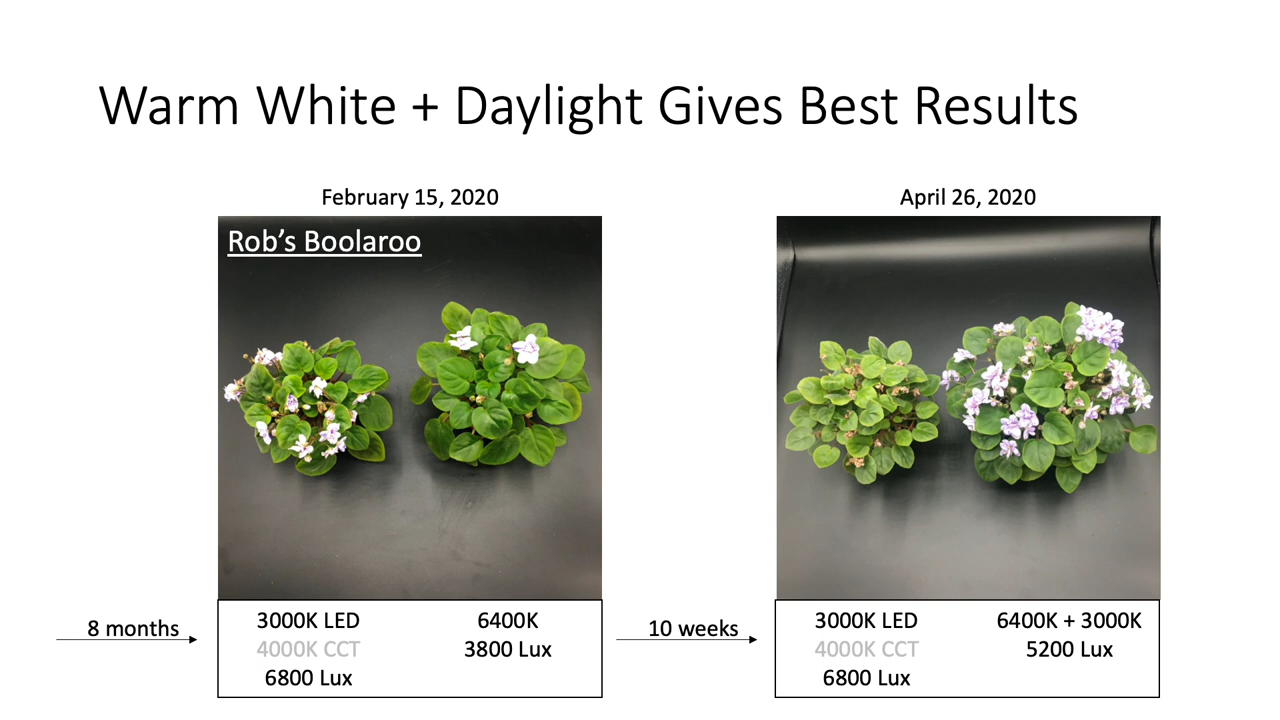 Warm White + Daylight Gives Best Results
February 15, 2020
April 26, 2020
Rob’s Boolaroo
8 months
3000K LED
4000K CCT
6800 Lux
6400K
3800 Lux
10 weeks
3000K LED
4000K CCT
6800 Lux
6400K + 3000K
5200 Lux